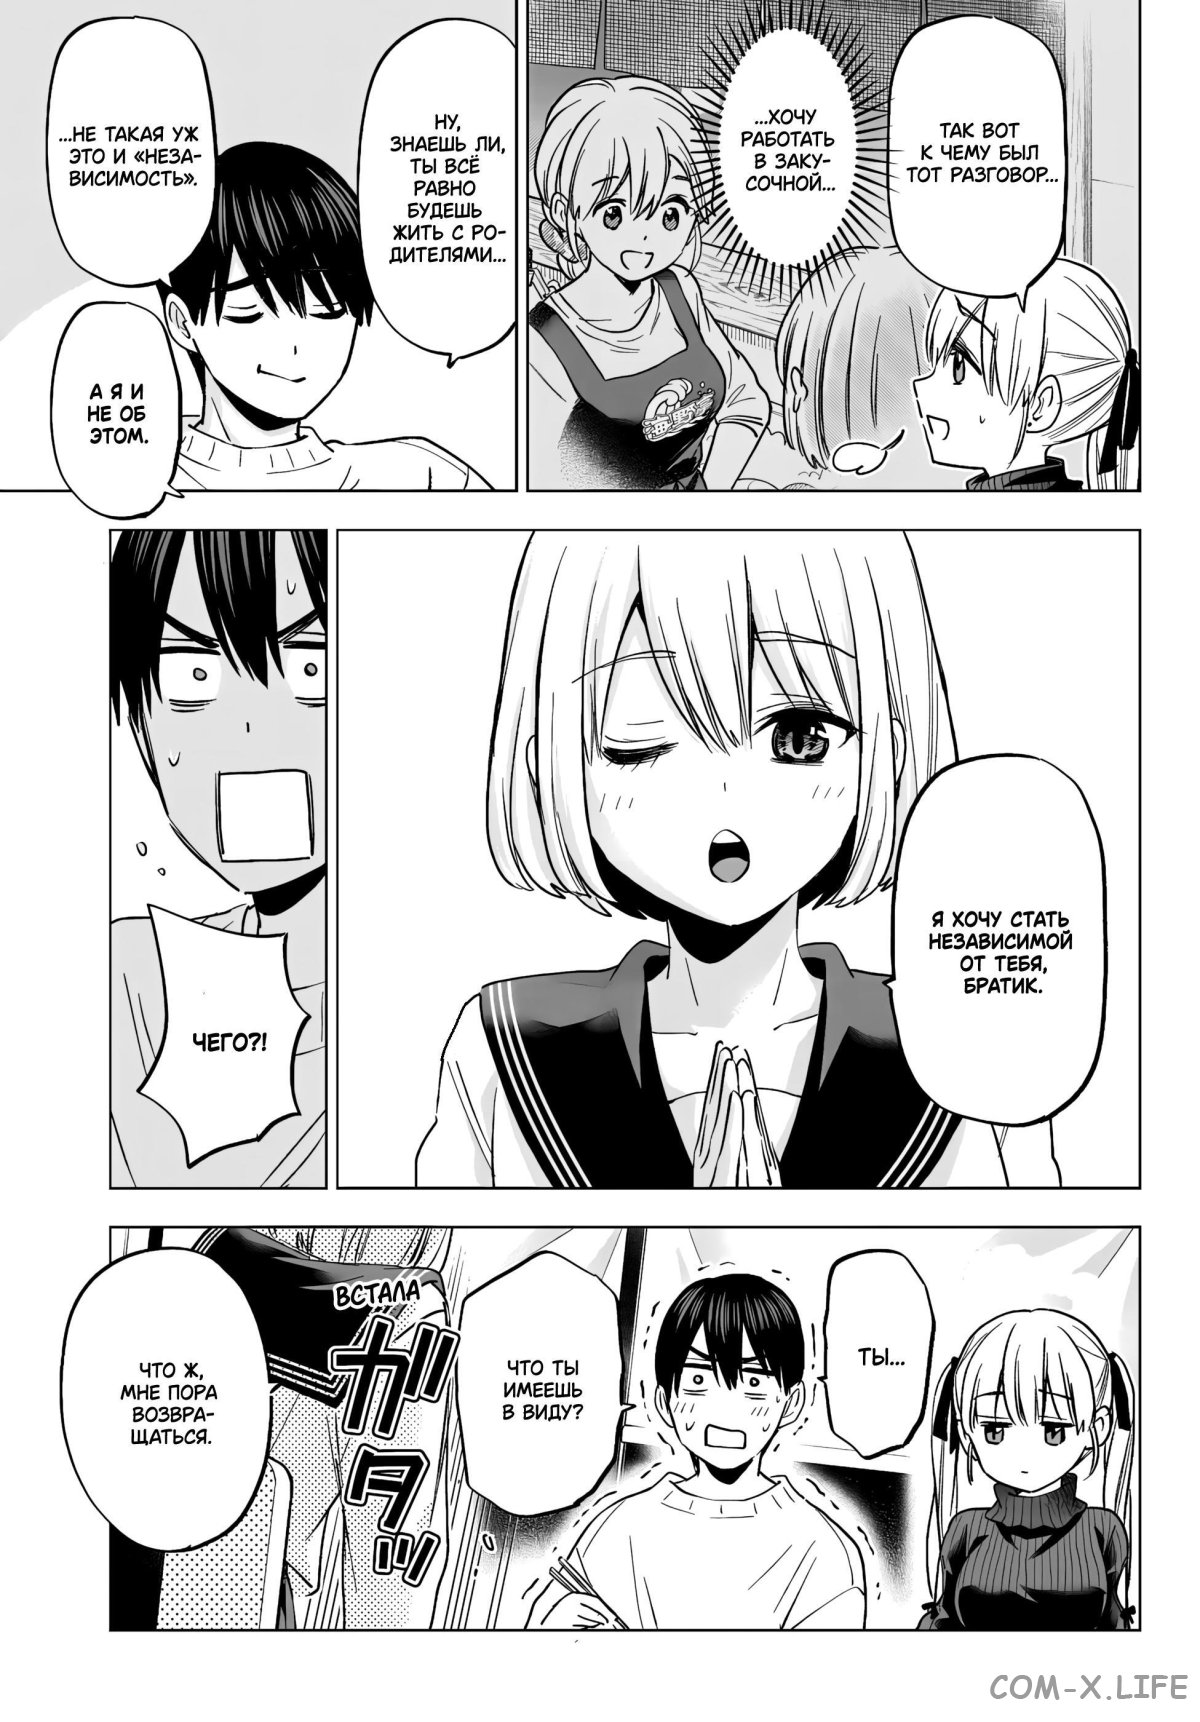 ТАК ВОТ
К ЧЕМУ БЫЛ
ТОТ РАЗГОВОР...
...ХОЧУ
РАБОТАТЬ
В ЗАКУ-
СОЧНОЙ...
海野
НУ,
ЗНАЕШЬ ЛИ,
ТЫ ВСЁ
РАВНО
БУДЕШЬ
ЖИТЬ С РО-
ДИТЕЛЯМИ...
...НЕ ТАКАЯ УЖ
ЭТО И «НЕЗА-
ВИСИМОСТЬ».
А Я И
НЕ ОБ
ЭТОМ.
Я ХОЧУ СТАТЬ
НЕЗАВИСИМОЙ
ОТ ТЕБЯ,
БРАТИК.
ЧЕГО?!
ТЫ...
ЧТО ТЫ
ИМЕЕШЬ
В ВИДУ?
ВСТАЛА
ガタッ
ЧТО Ж,
МНЕ ПОРА
ВОЗВРА-
ЩАТЬСЯ.
COM-X.LIFE